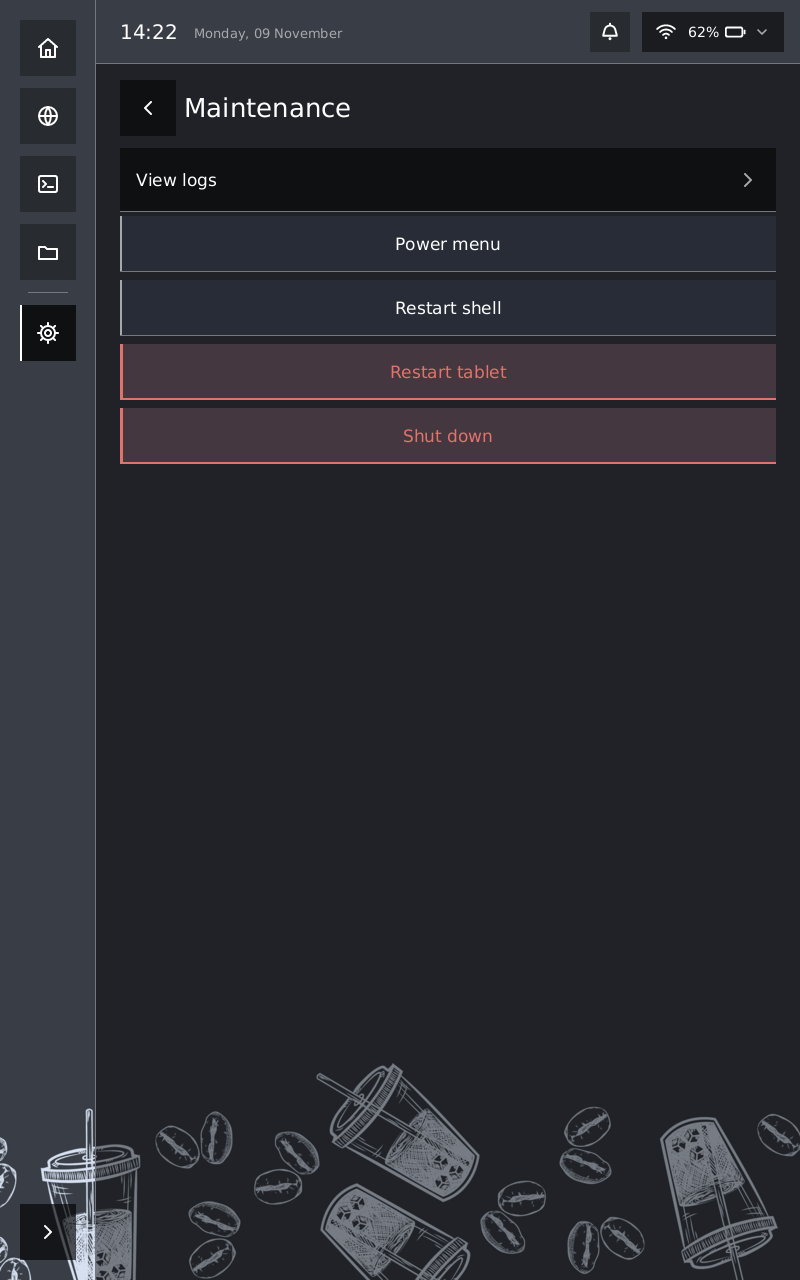 14:22 Monday, 09 November 62%
Maintenance
View logs
Power menu
Restart shell
Restart tablet
Shut down